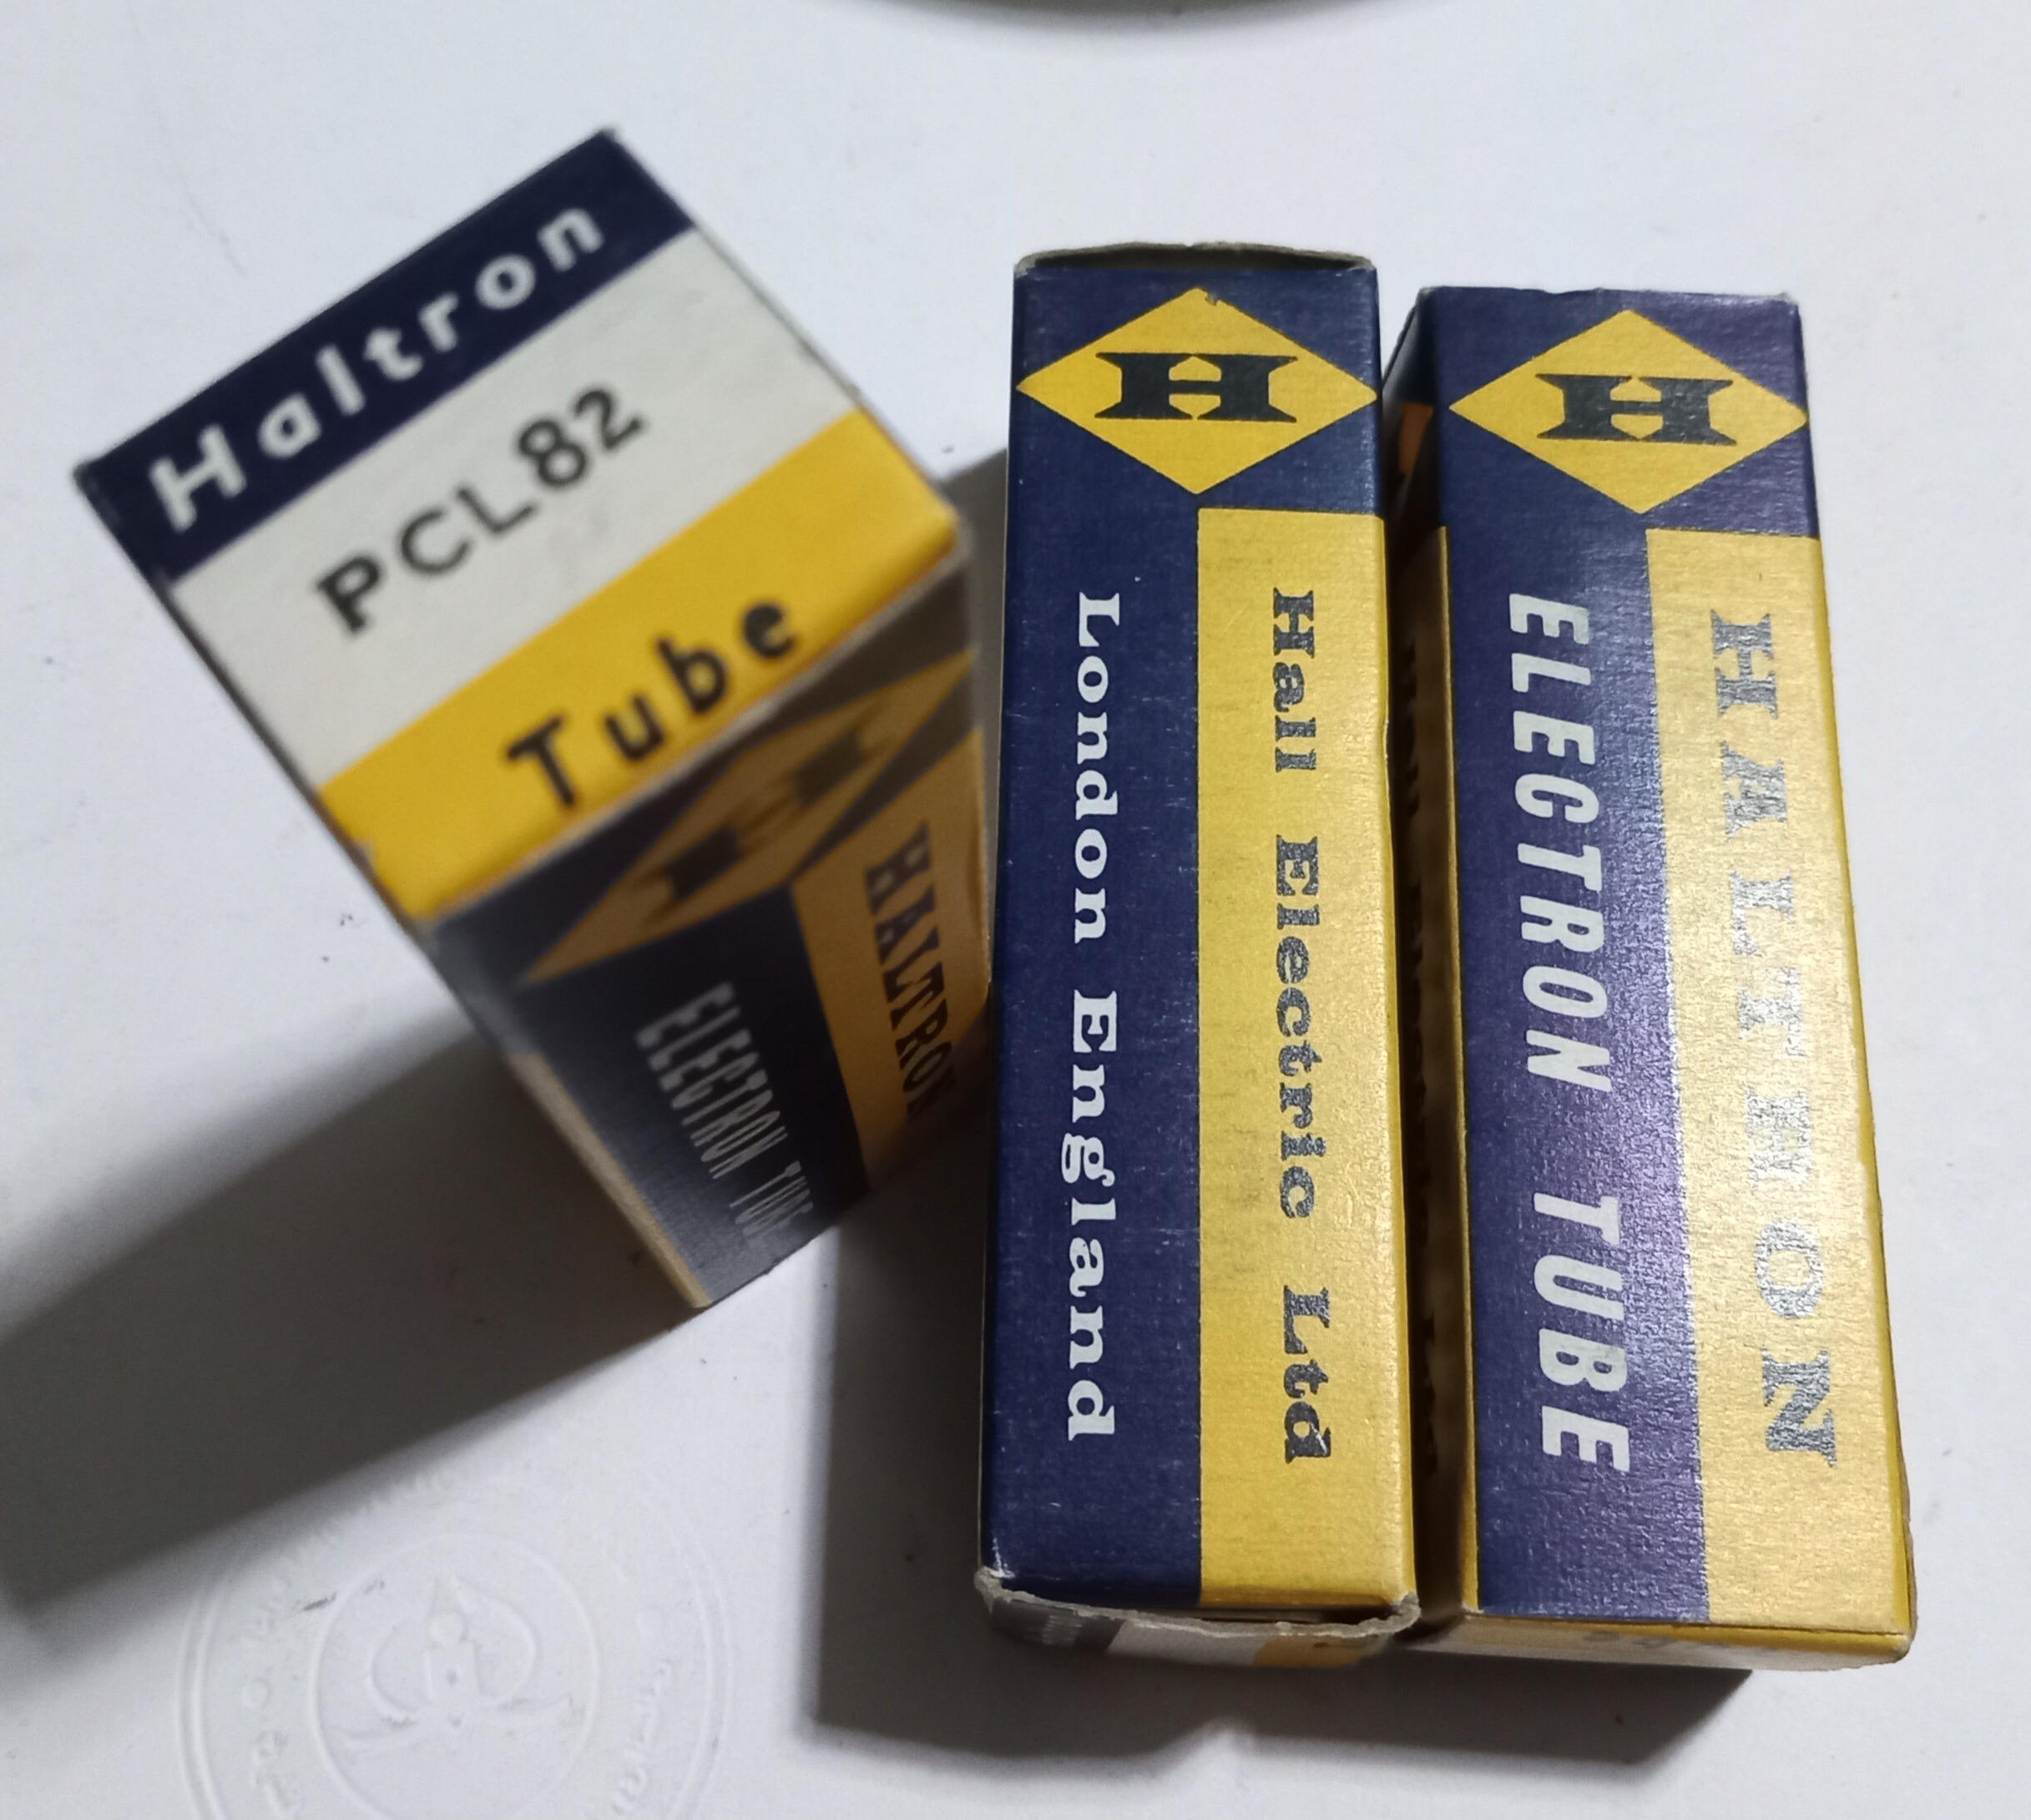 Haltron
PCL82
Tube
H
HALTRON
ELECTRON TUBE
H
Hall Electric Ltd
London England
H
HALTRON
ELECTRON TUBE